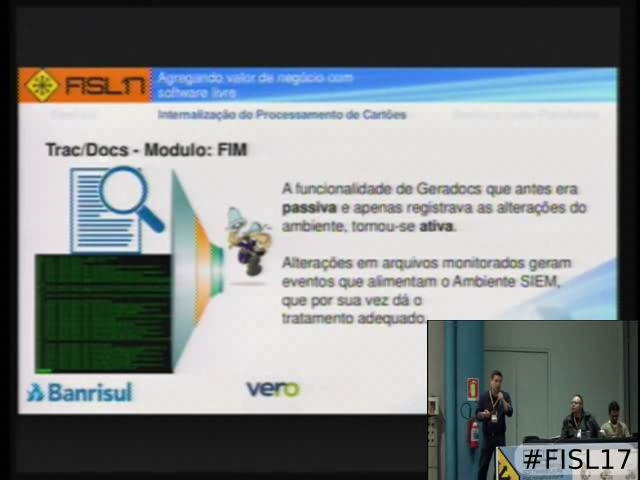 FISL17
Agregando valor de negócio com
software livre
Internalização do Processamento de Cartões
Trac/Docs - Modulo: FIM
A funcionalidade de Geradocs que antes era
passiva e apenas registrava as alterações do
ambiente, tornou-se ativa.
Alterações em arquivos monitorados geram
eventos que alimentam o Ambiente SIEM,
que por sua vez dá o
tratamento adequado.
Banrisul
vero
#FISL17